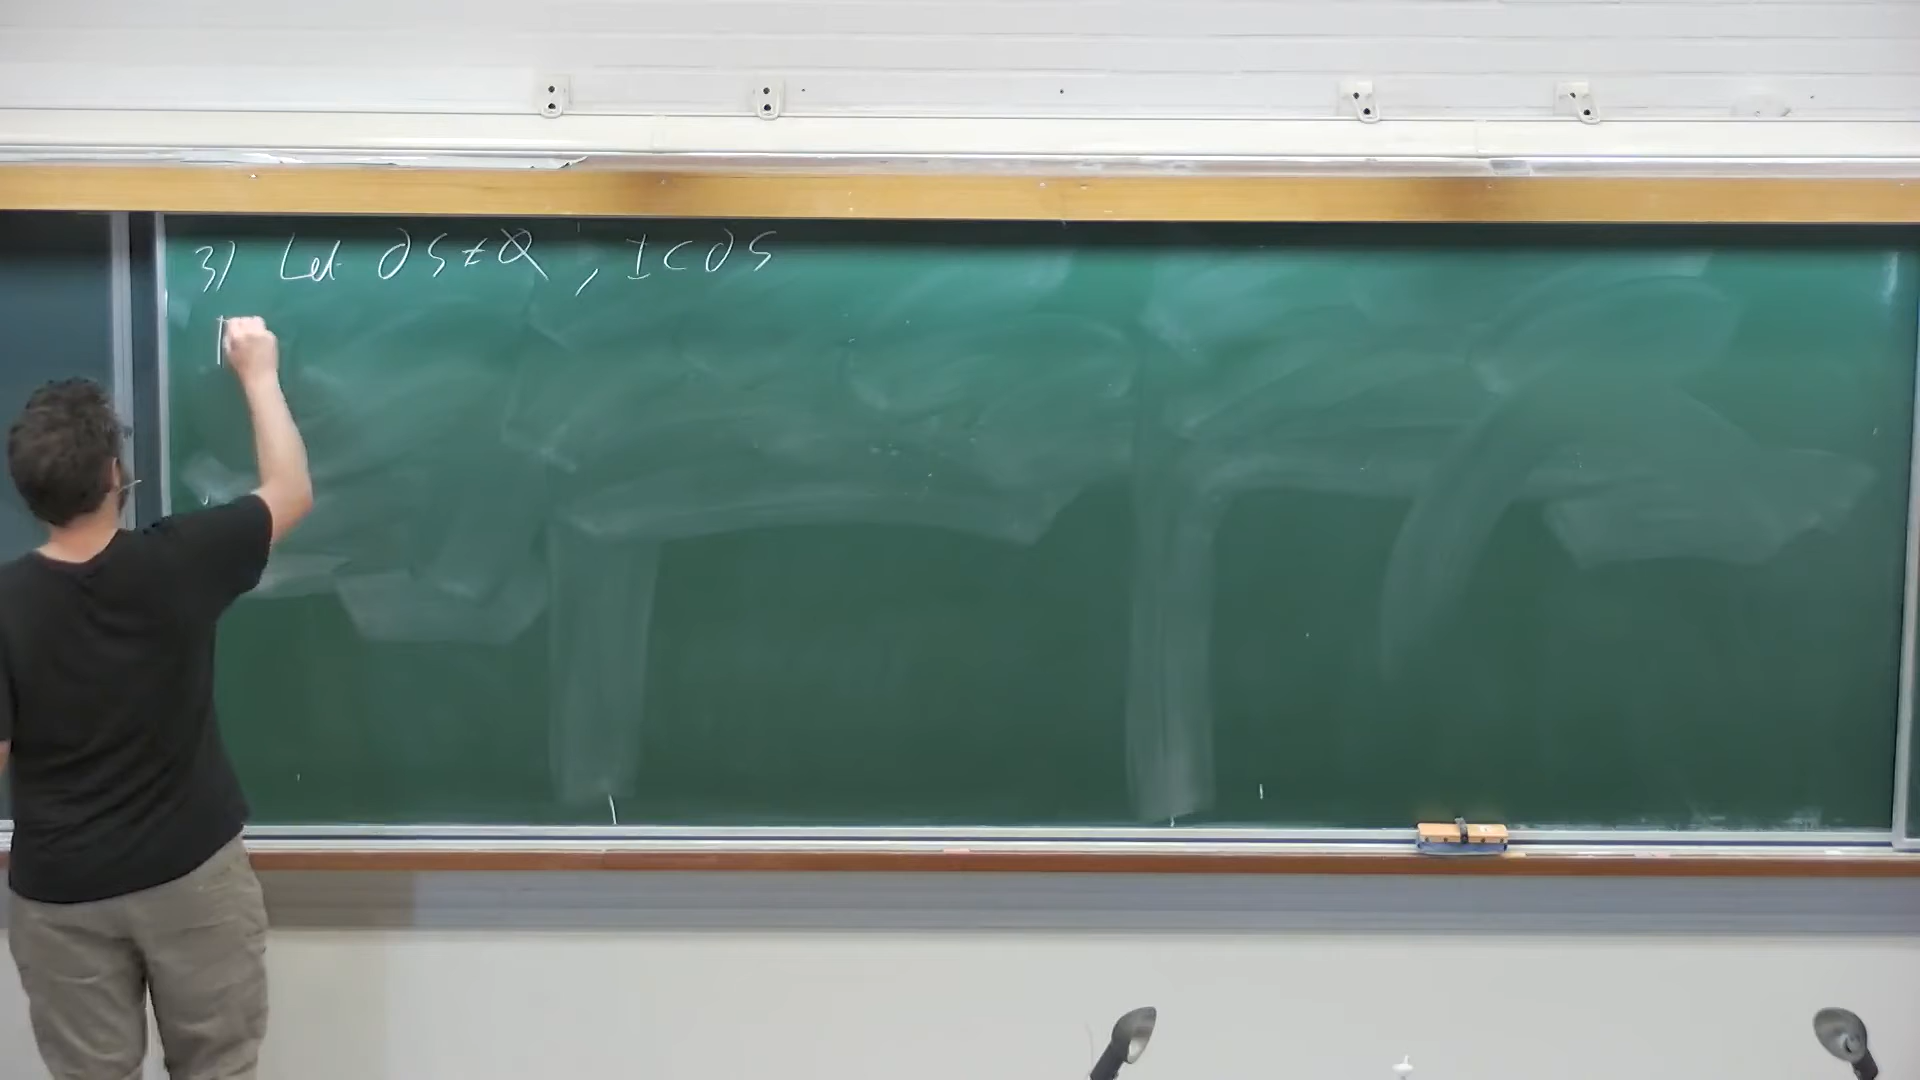 3) Let ∂S ≠ ∅, I ⊂ ∂S